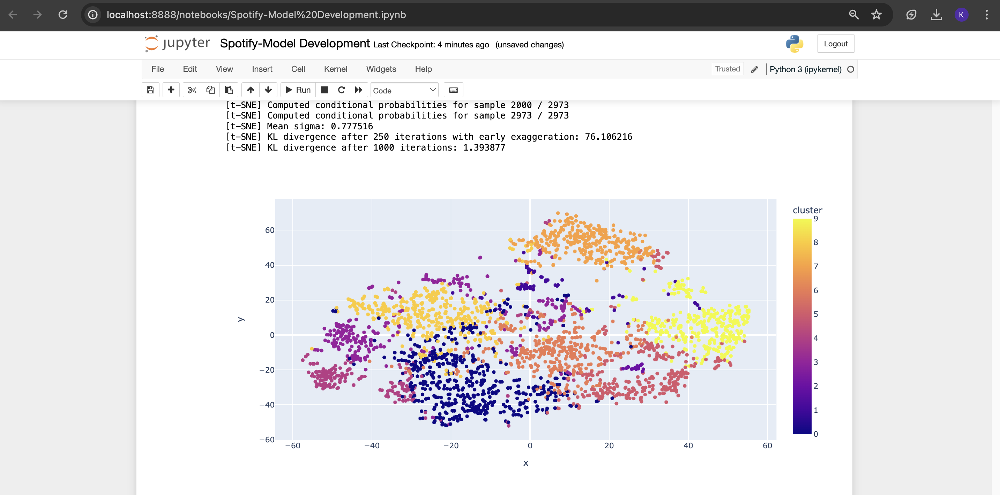 localhost:8888/notebooks/Spotify-Model%20Development.ipynb
K
jupyter Spotify-Model Development Last Checkpoint: 4 minutes ago (unsaved changes)
Logout
File Edit View Insert Cell Kernel Widgets Help
Trusted
Python 3 (ipykernel)
Run
Code
[t-SNE] Computed conditional probabilities for sample 2000 / 2973
[t-SNE] Computed conditional probabilities for sample 2973 / 2973
[t-SNE] Mean sigma: 0.777516
[t-SNE] KL divergence after 250 iterations with early exaggeration: 76.106216
[t-SNE] KL divergence after 1000 iterations: 1.393877
60
40
20
0
−20
−40
−60
y
−60 −40 −20 0 20 40 60
x
cluster
9
8
7
6
5
4
3
2
1
0